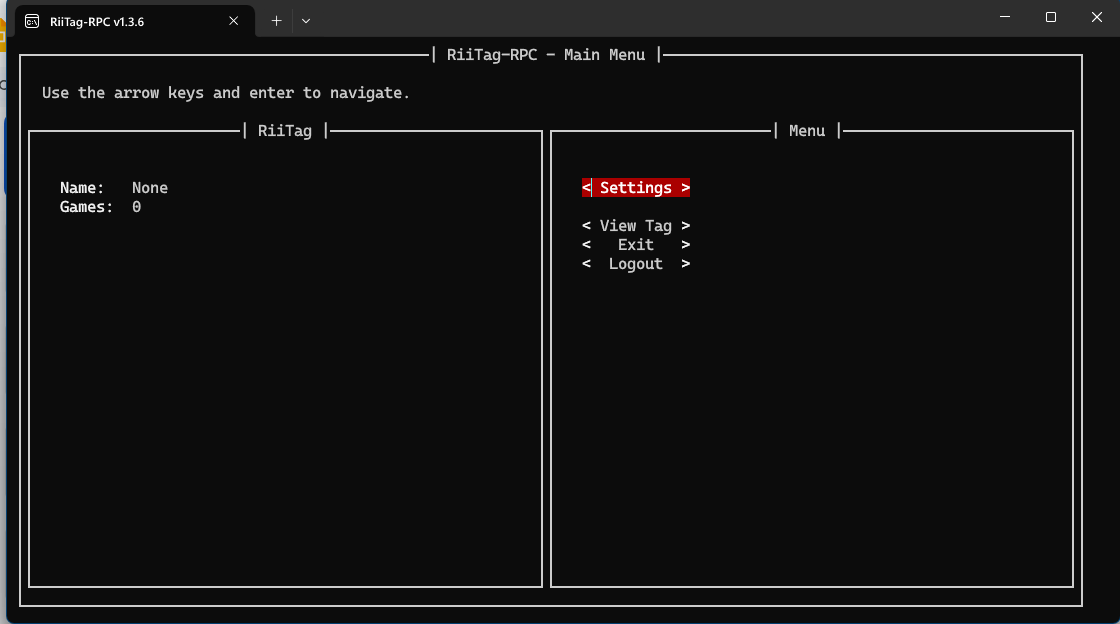 RiiTag-RPC v1.3.6
RiiTag-RPC - Main Menu
Use the arrow keys and enter to navigate.
RiiTag
Name: None
Games: 0
Menu
< Settings >
< View Tag >
< Exit >
< Logout >